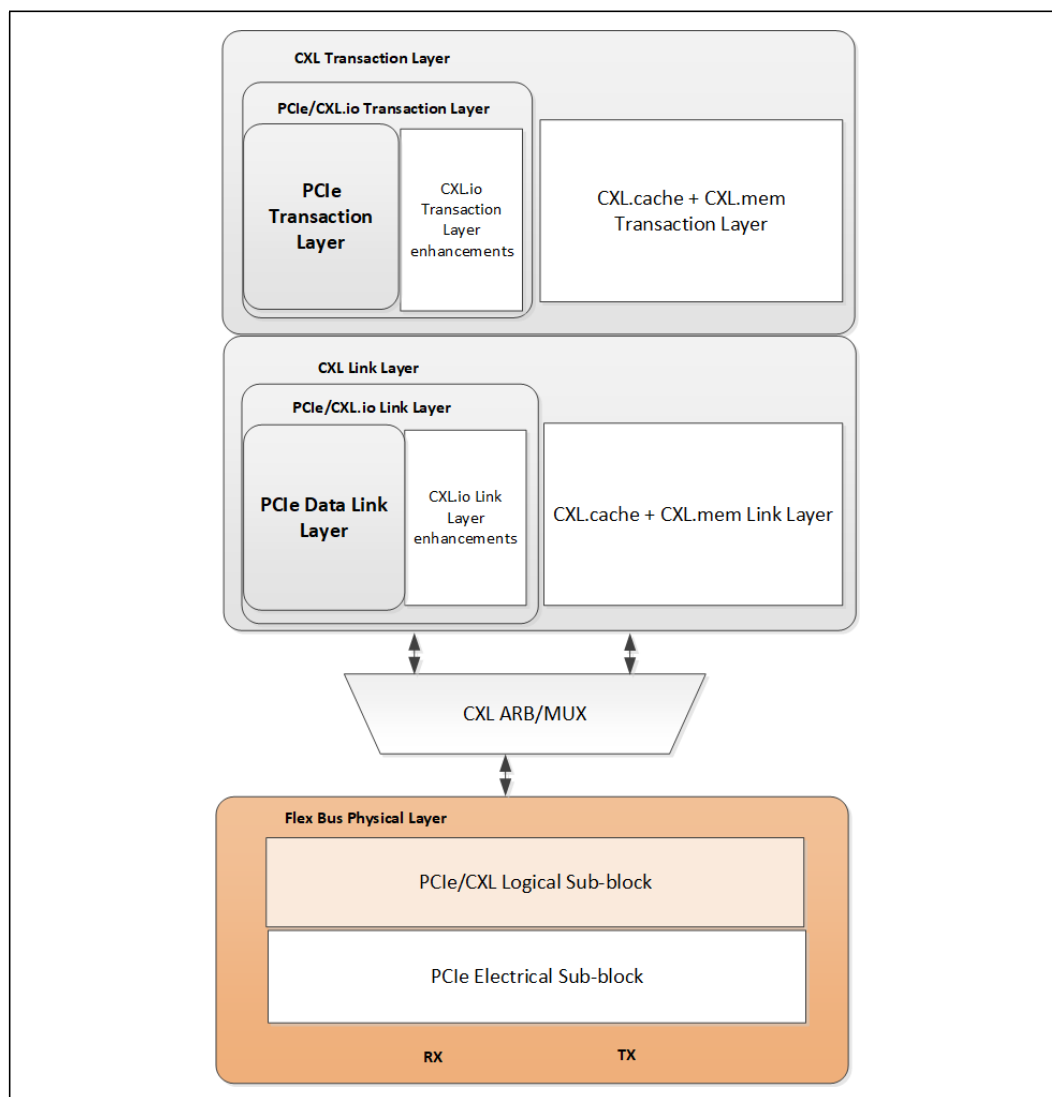 CXL Transaction Layer
PCIe/CXL.io Transaction Layer
PCIe
Transaction
Layer
CXL.io
Transaction
Layer
enhancements
CXL.cache + CXL.mem
Transaction Layer
CXL Link Layer
PCIe/CXL.io Link Layer
PCIe Data Link
Layer
CXL.io Link
Layer
enhancements
CXL.cache + CXL.mem Link Layer
CXL ARB/MUX
Flex Bus Physical Layer
PCIe/CXL Logical Sub-block
PCIe Electrical Sub-block
RX
TX